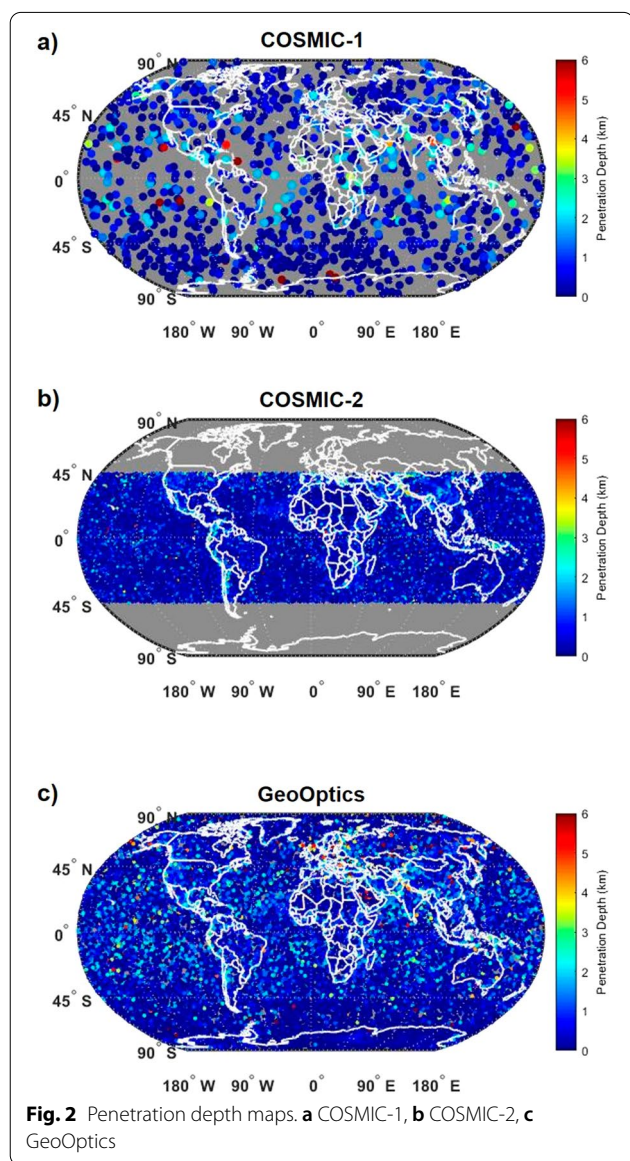 a)
COSMIC-1
90° N
45° N
0°
45° S
90° S
180° W 90° W 0° 90° E 180° E
6
5
4
3
2
1
0
Penetration Depth (km)
b)
COSMIC-2
90° N
45° N
0°
45° S
90° S
180° W 90° W 0° 90° E 180° E
6
5
4
3
2
1
0
Penetration Depth (km)
c)
GeoOptics
90° N
45° N
0°
45° S
90° S
180° W 90° W 0° 90° E 180° E
6
5
4
3
2
1
0
Penetration Depth (km)
Fig. 2 Penetration depth maps. a COSMIC-1, b COSMIC-2, c
GeoOptics